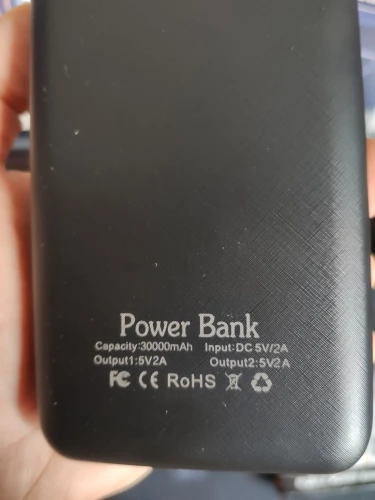 Power Bank
Capacity:30000mAh Input:DC 5V/2A
Output1:5V2A Output2:5V2A
FC CE RoHS